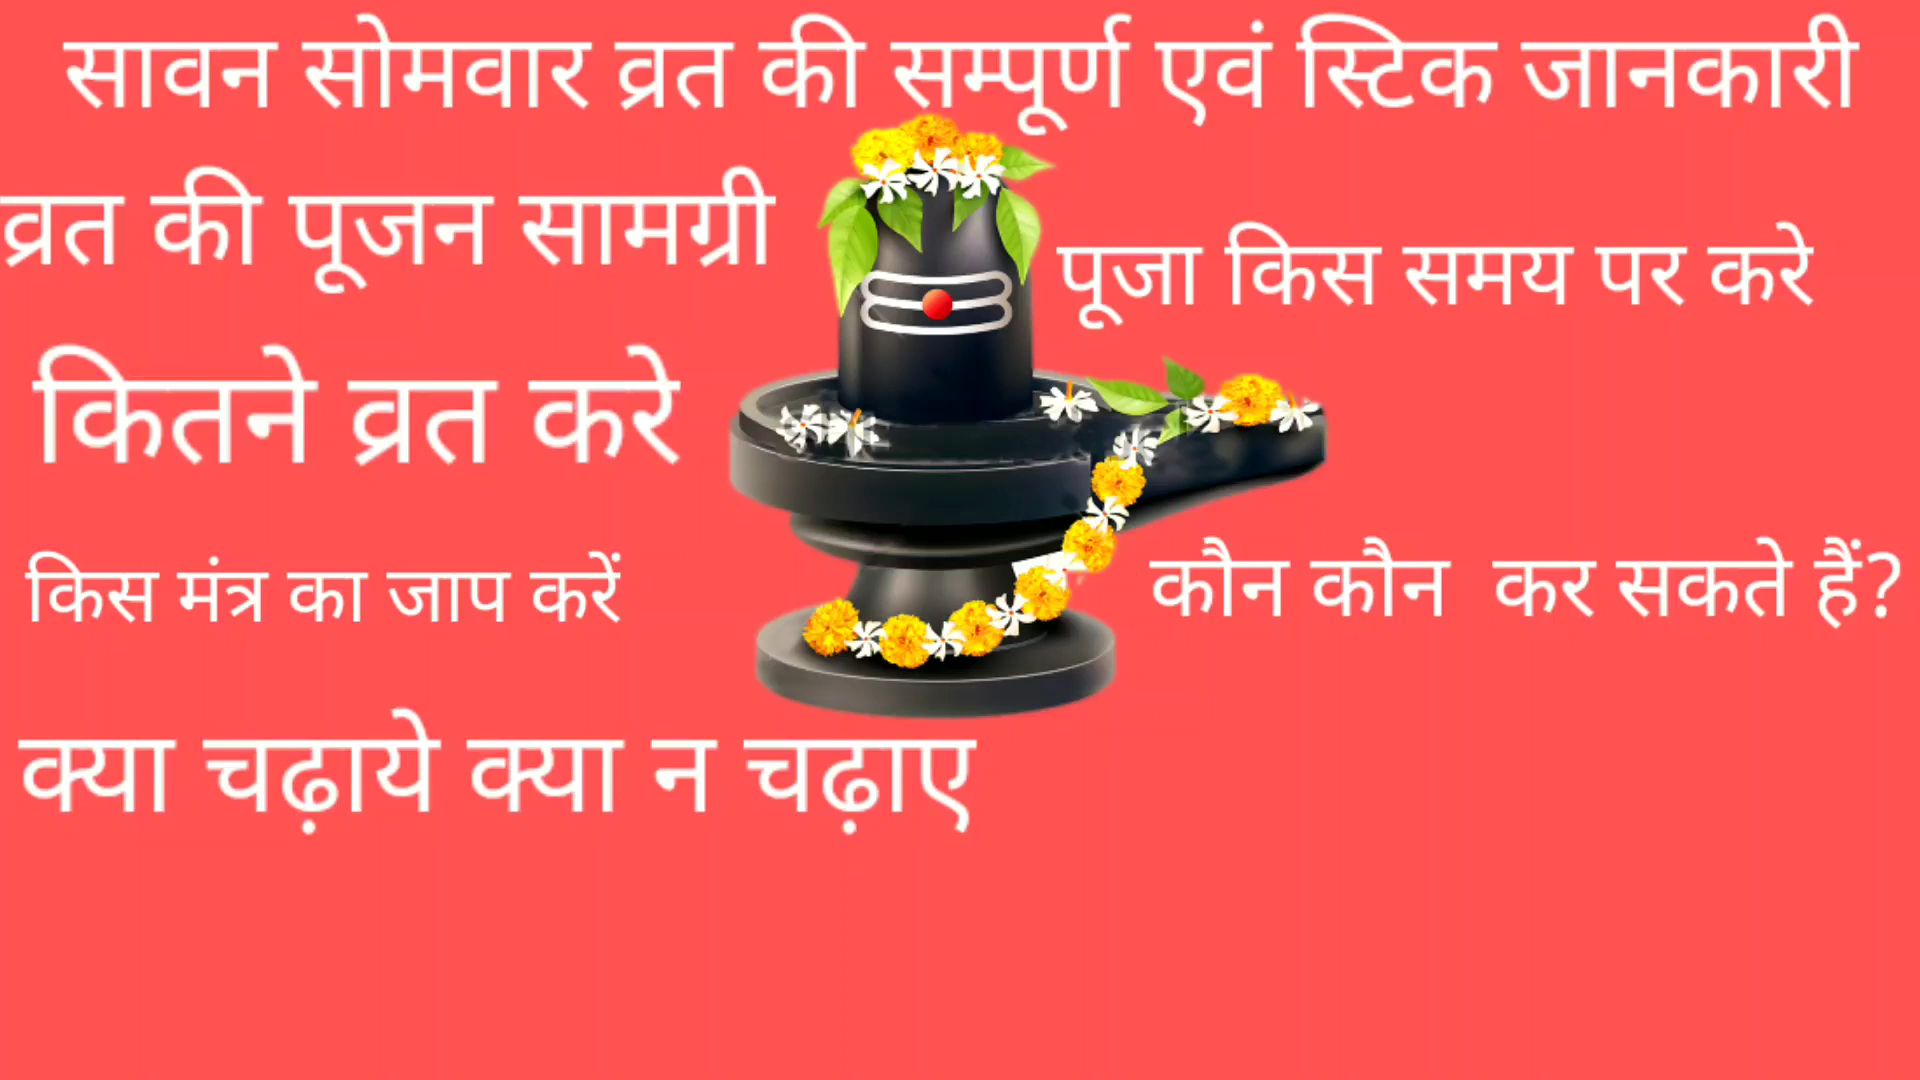 सावन सोमवार व्रत की सम्पूर्ण एवं स्टिक जानकारी
व्रत की पूजन सामग्री
पूजा किस समय पर करे
कितने व्रत करे
किस मंत्र का जाप करें
कौन कौन कर सकते हैं?
क्या चढ़ाये क्या न चढ़ाए